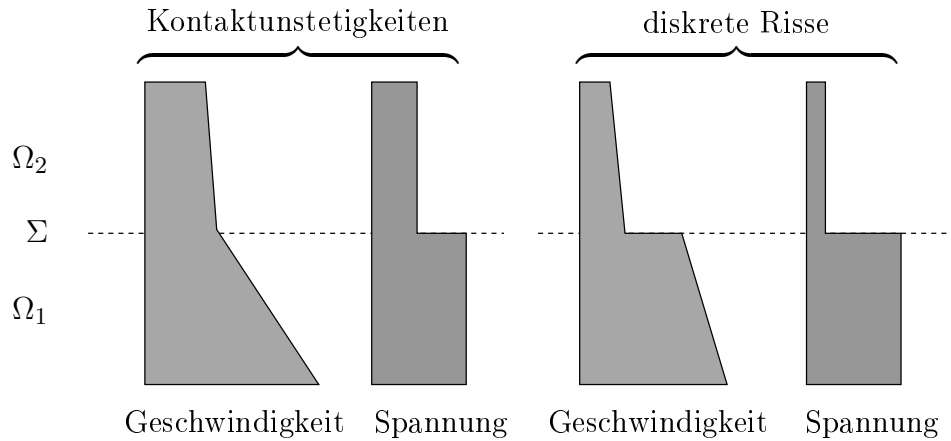 Kontaktunstetigkeiten diskrete Risse
Ω₂
Σ
Ω₁
Geschwindigkeit Spannung Geschwindigkeit Spannung